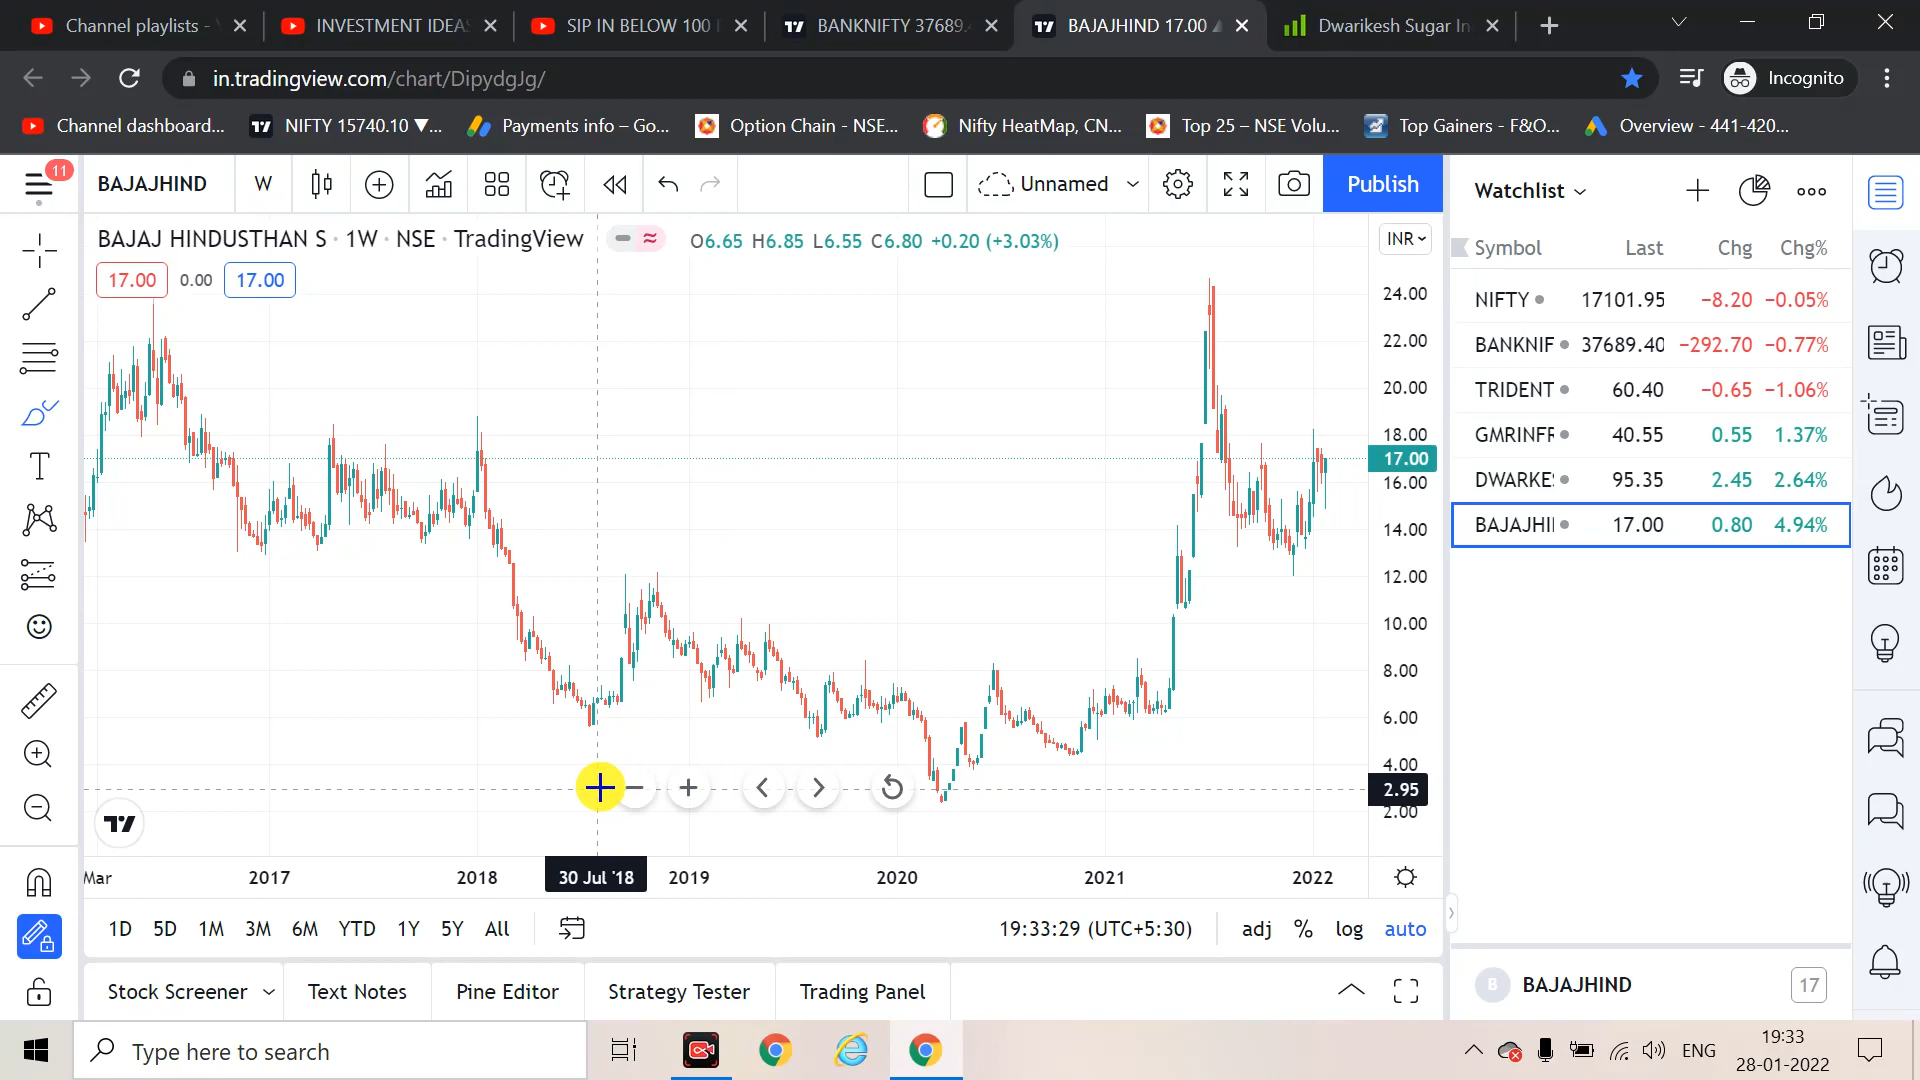 Channel playlists -
INVESTMENT IDEAS
SIP IN BELOW 100
BANKNIFTY 37689.
BAJAJHIND 17.00
Dwarikesh Sugar In
in.tradingview.com/chart/DipydgJg/
Incognito
Channel dashboard...
NIFTY 15740.10 ▼...
Payments info – Go...
Option Chain - NSE...
Nifty HeatMap, CN...
Top 25 – NSE Volu...
Top Gainers - F&O...
Overview - 441-420...
11
BAJAJHIND
W
Unnamed
Publish
Watchlist
BAJAJ HINDUSTHAN S · 1W · NSE · TradingView
O6.65 H6.85 L6.55 C6.80 +0.20 (+3.03%)
INR
17.00 0.00 17.00
Symbol Last Chg Chg%
NIFTY 17101.95 −8.20 −0.05%
BANKNIF 37689.40 −292.70 −0.77%
TRIDENT 60.40 −0.65 −1.06%
GMRINFR 40.55 0.55 1.37%
DWARKES 95.35 2.45 2.64%
BAJAJHI 17.00 0.80 4.94%
24.00
22.00
20.00
18.00
17.00
16.00
14.00
12.00
10.00
8.00
6.00
4.00
2.95
2.00
Mar 2017 2018 30 Jul '18 2019 2020 2021 2022
1D 5D 1M 3M 6M YTD 1Y 5Y All
19:33:29 (UTC+5:30)
adj % log auto
Stock Screener
Text Notes
Pine Editor
Strategy Tester
Trading Panel
B BAJAJHIND 17
Type here to search
ENG
19:33
28-01-2022